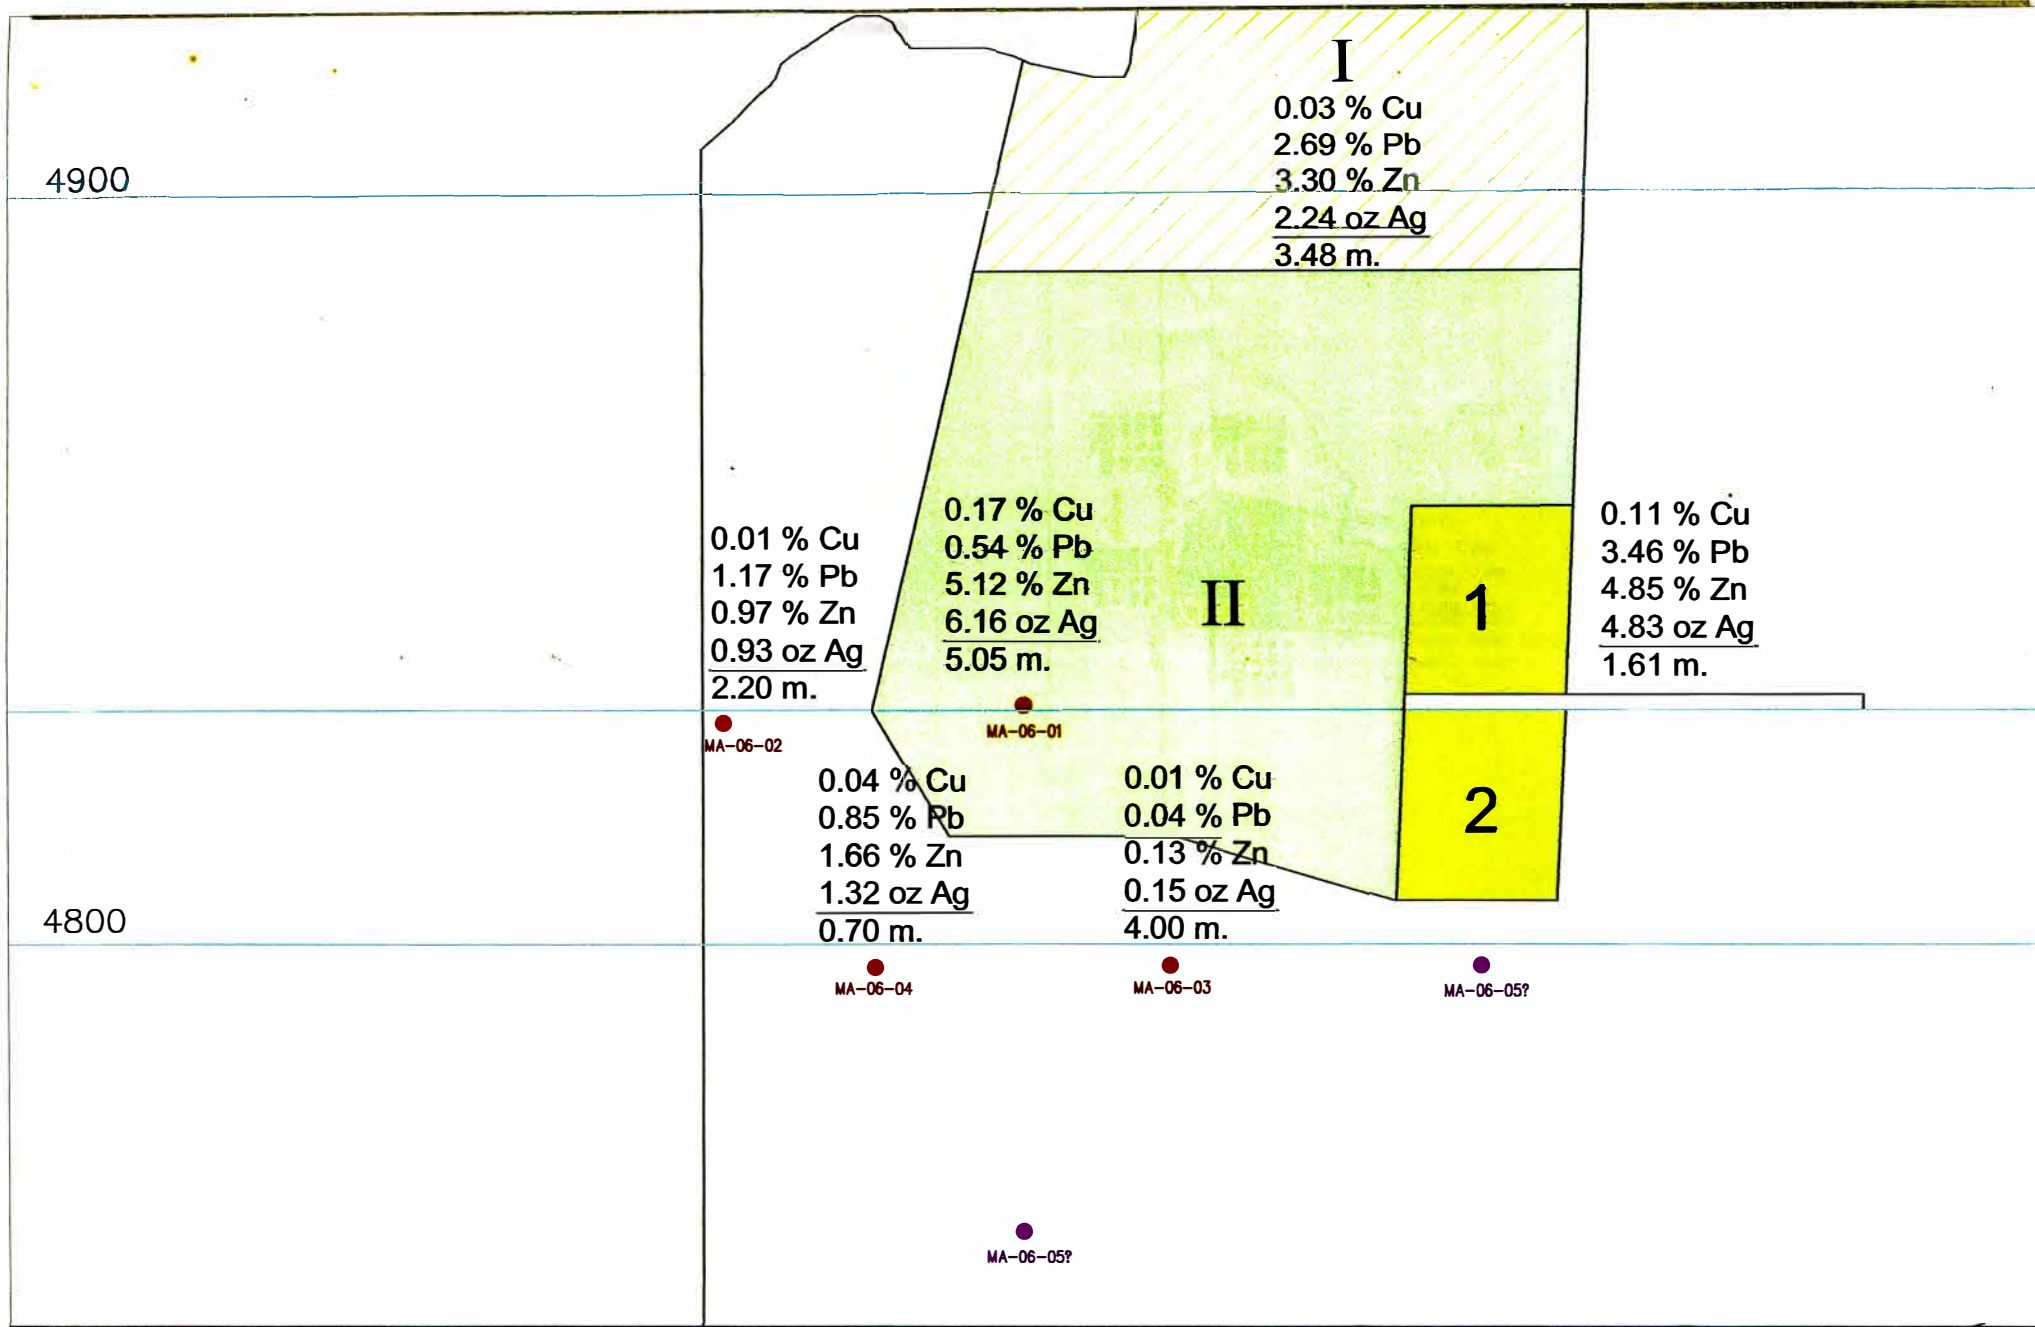 I
0.03 % Cu
2.69 % Pb
3.30 % Zn
2.24 oz Ag
3.48 m.
4900
0.01 % Cu
1.17 % Pb
0.97 % Zn
0.93 oz Ag
2.20 m.
0.17 % Cu
0.54 % Pb
5.12 % Zn
6.16 oz Ag
5.05 m.
II
1
0.11 % Cu
3.46 % Pb
4.85 % Zn
4.83 oz Ag
1.61 m.
MA-06-02
MA-06-01
0.04 % Cu
0.85 % Pb
1.66 % Zn
1.32 oz Ag
0.70 m.
0.01 % Cu
0.04 % Pb
0.13 % Zn
0.15 oz Ag
4.00 m.
2
4800
MA-06-04
MA-06-03
MA-06-05?
MA-06-05?